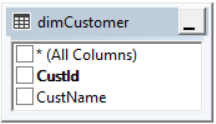 dimCustomer
* (All Columns)
CustId
CustName